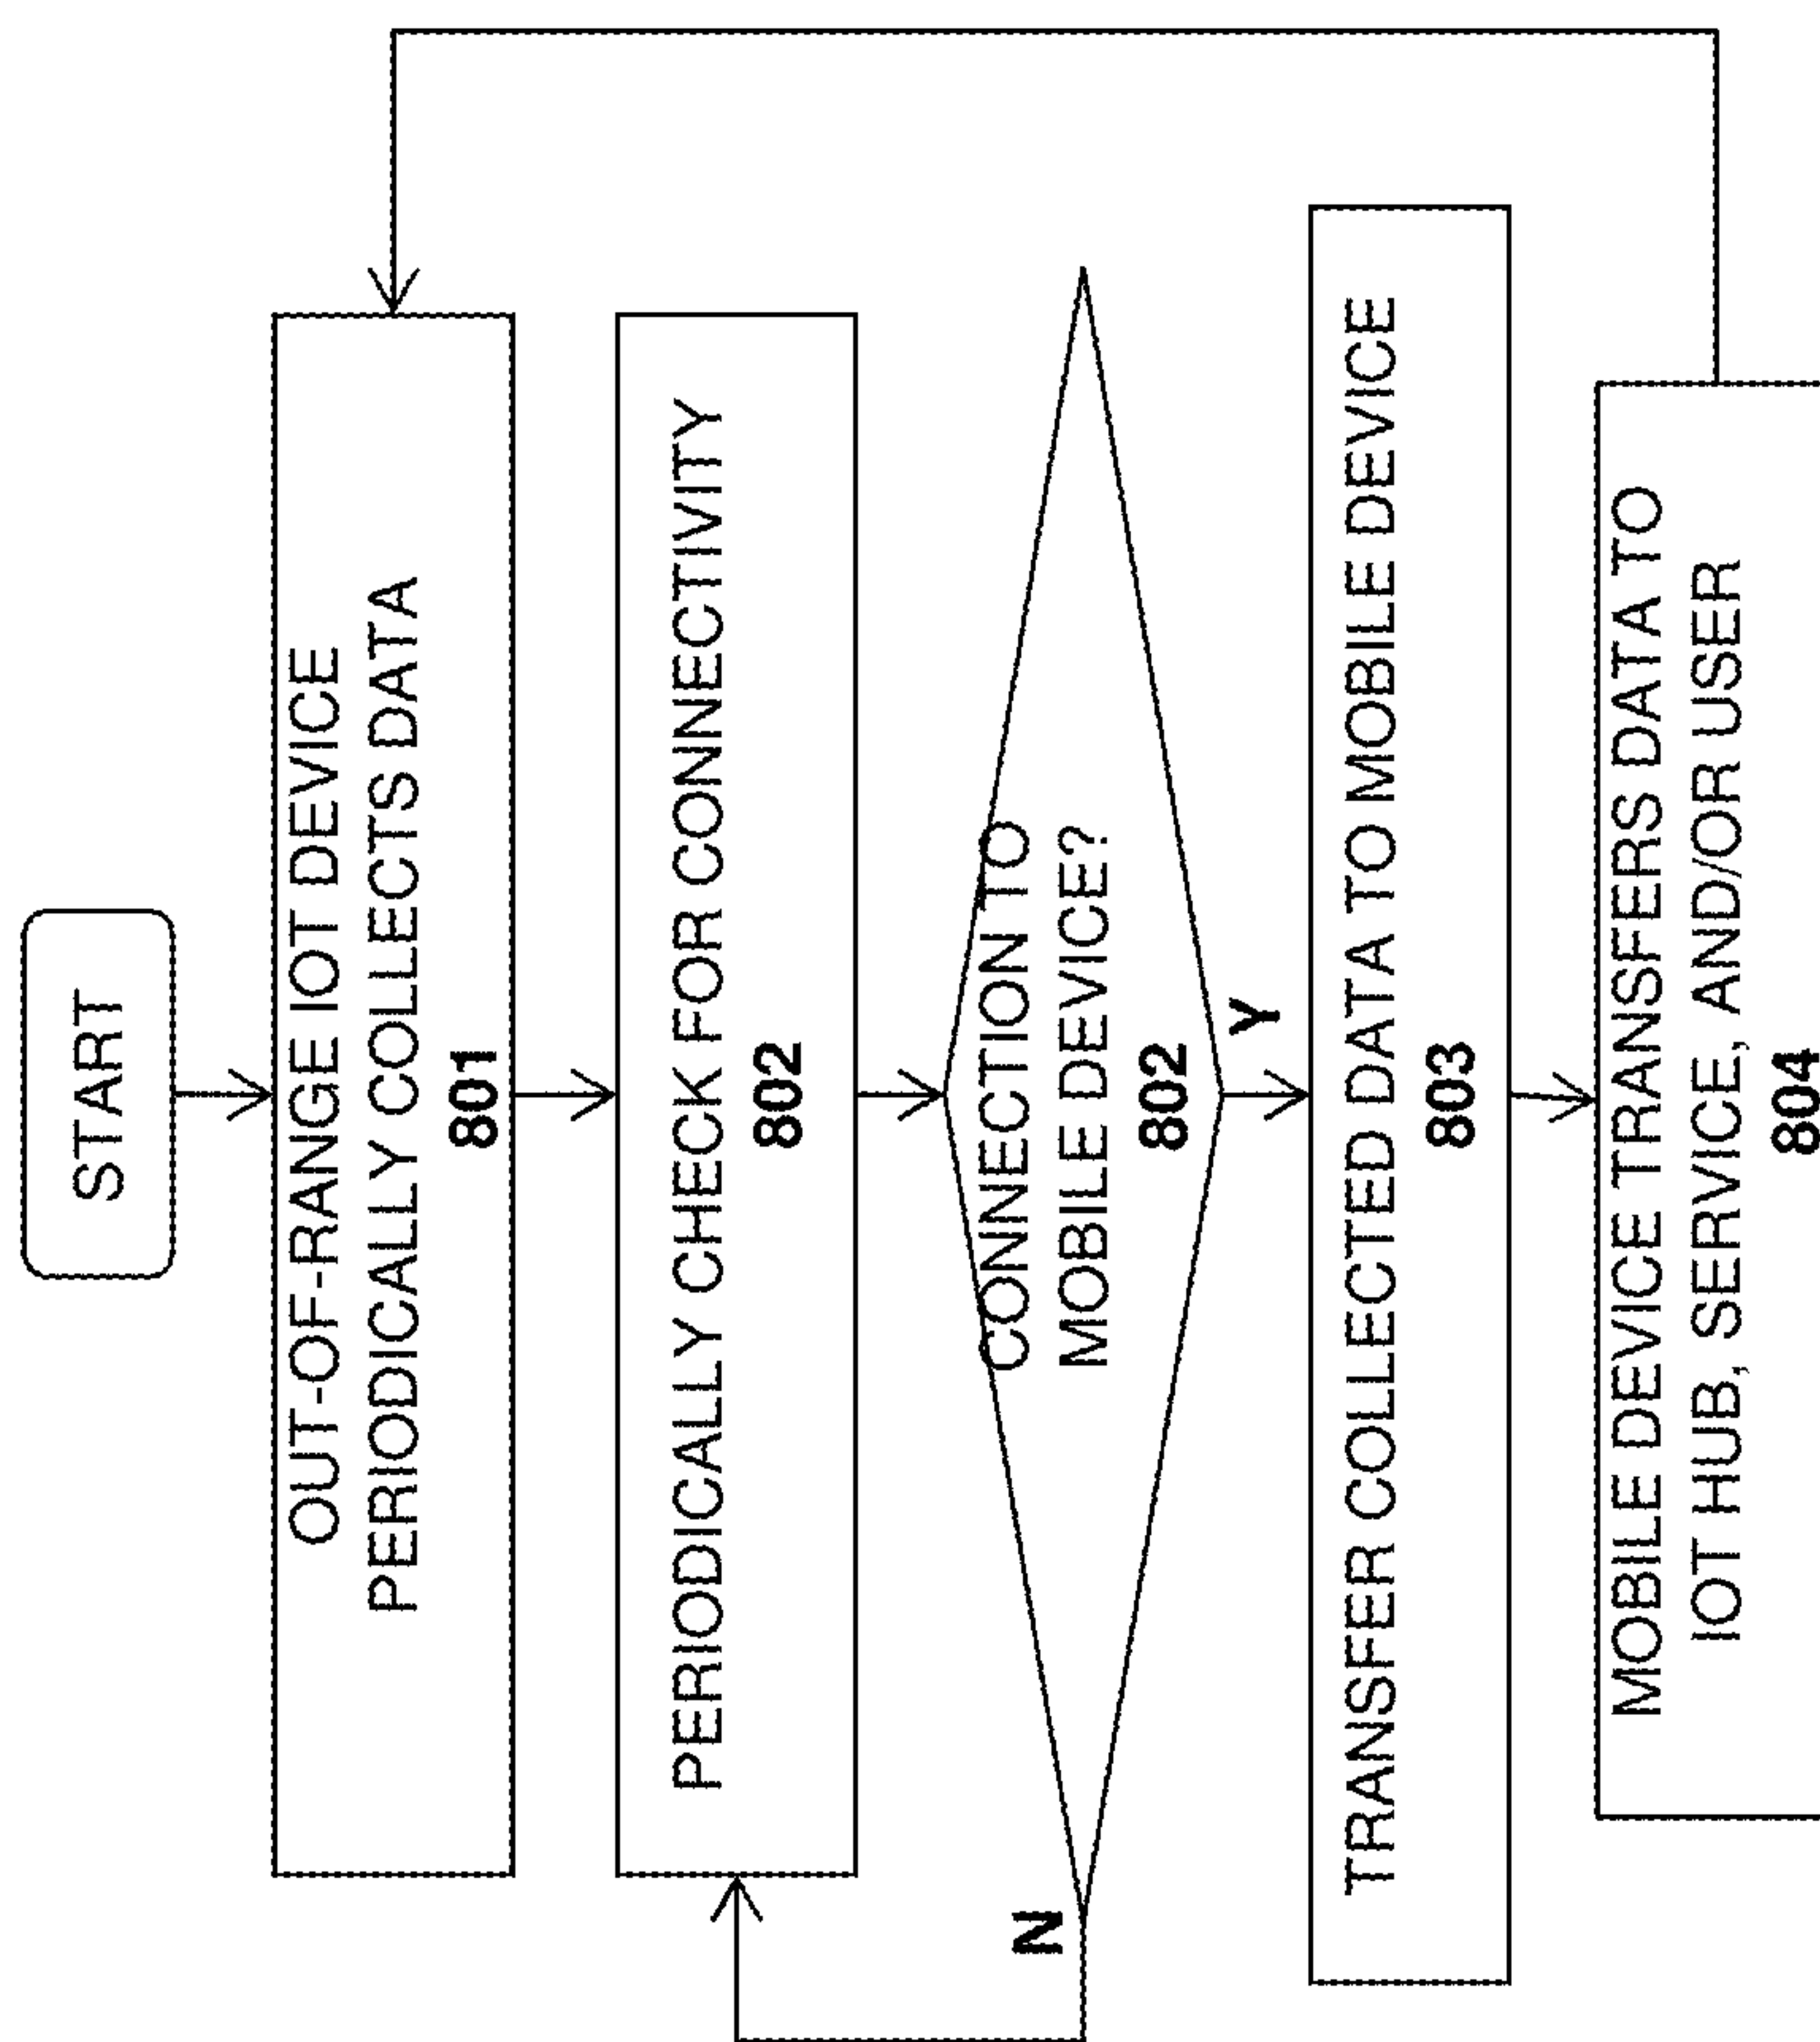 START
OUT-OF-RANGE IOT DEVICE
PERIODICALLY COLLECTS DATA
801
PERIODICALLY CHECK FOR CONNECTIVITY
802
CONNECTION TO
MOBILE DEVICE?
802
N
Y
TRANSFER COLLECTED DATA TO MOBILE DEVICE
803
MOBILE DEVICE TRANSFERS DATA TO
IOT HUB, SERVICE, AND/OR USER
804